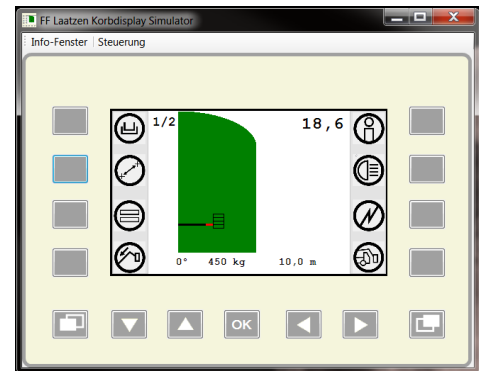 FF Laatzen Korbdisplay Simulator
Info-Fenster Steuerung
1/2 18,6
0° 450 kg 10,0 m
OK